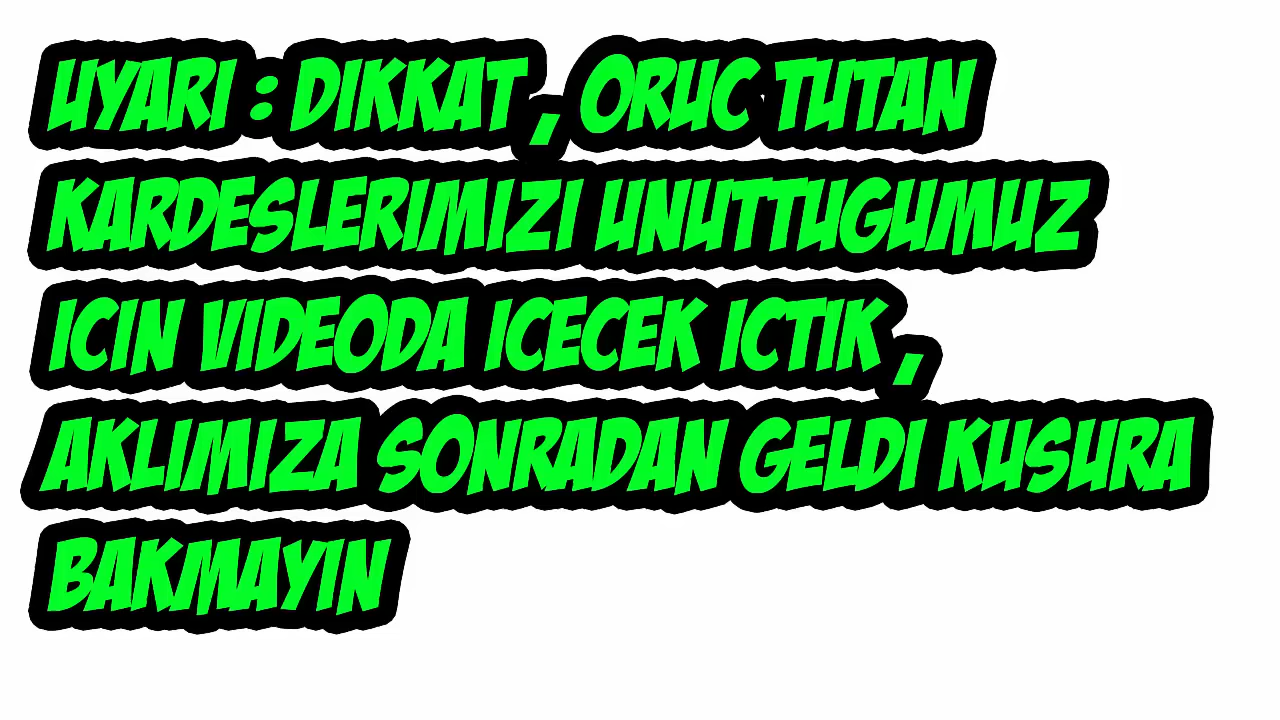 UYARI : DIKKAT , ORUC TUTAN
KARDESLERIMIZI UNUTTUGUMUZ
ICIN VIDEODA ICECEK ICTIK ,
AKLIMIZA SONRADAN GELDI KUSURA
BAKMAYIN